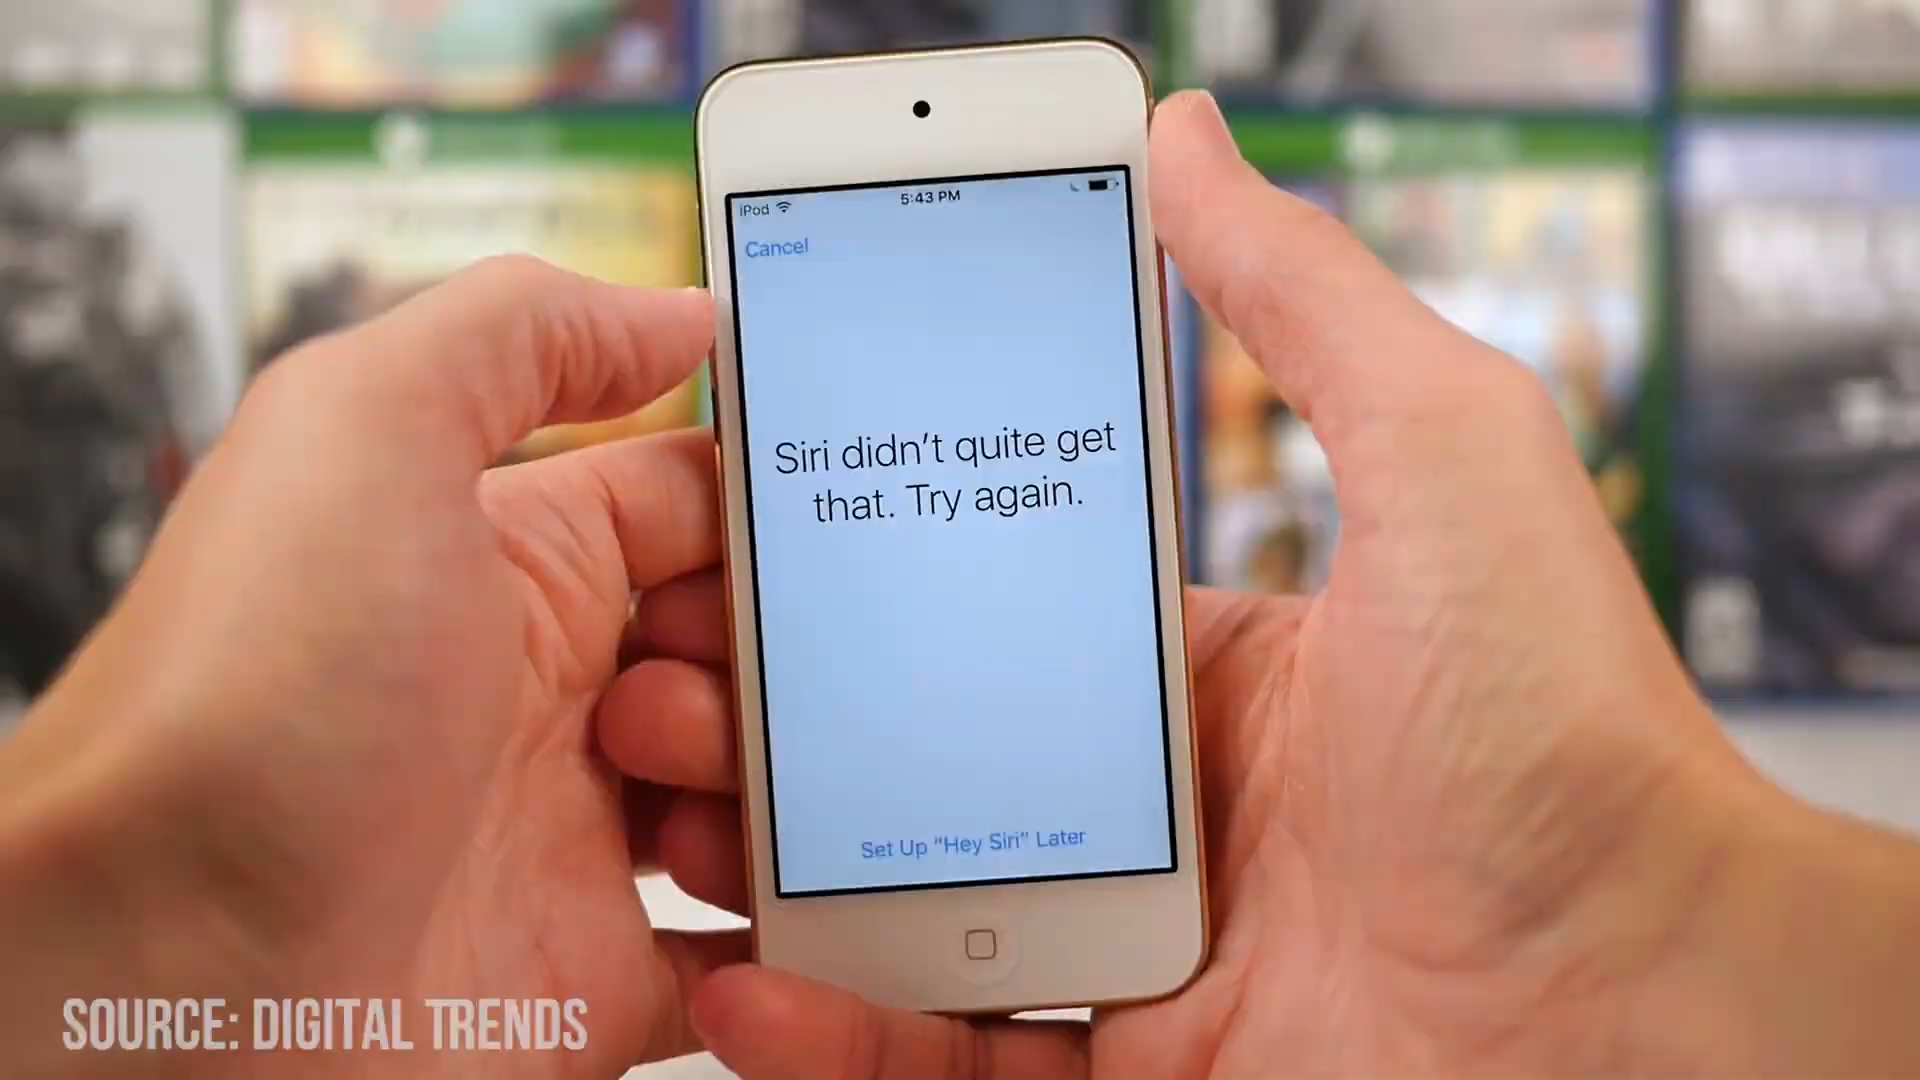 iPod
5:43 PM
Cancel
Siri didn't quite get
that. Try again.
Set Up "Hey Siri" Later
SOURCE: DIGITAL TRENDS